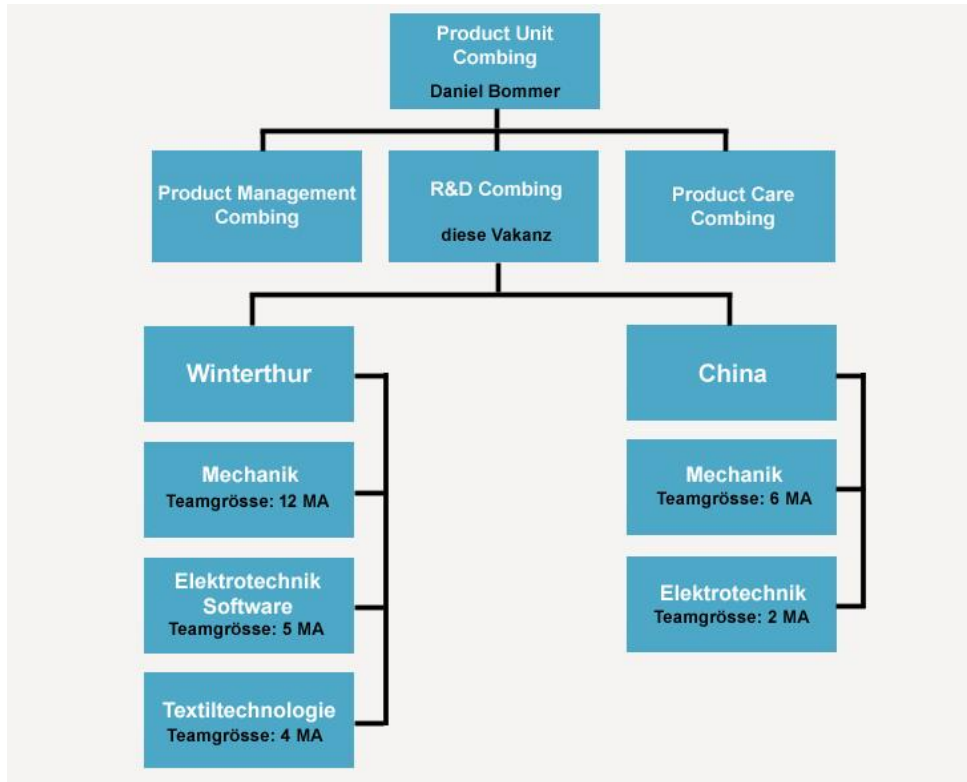 Product Unit
Combing
Daniel Bommer
Product Management
Combing
R&D Combing
diese Vakanz
Product Care
Combing
Winterthur
Mechanik
Teamgrösse: 12 MA
Elektrotechnik
Software
Teamgrösse: 5 MA
Textiltechnologie
Teamgrösse: 4 MA
China
Mechanik
Teamgrösse: 6 MA
Elektrotechnik
Teamgrösse: 2 MA